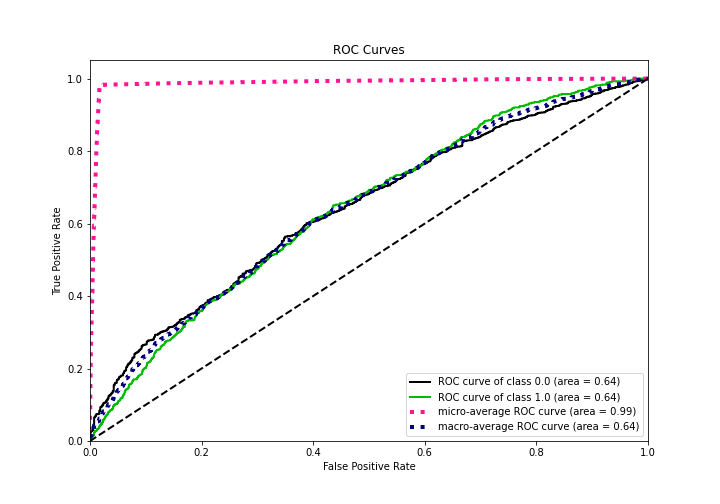 ROC Curves
1.0
0.8
0.6
0.4
0.2
0.0
True Positive Rate
0.0 0.2 0.4 0.6 0.8 1.0
False Positive Rate
ROC curve of class 0.0 (area = 0.64)
ROC curve of class 1.0 (area = 0.64)
micro-average ROC curve (area = 0.99)
macro-average ROC curve (area = 0.64)